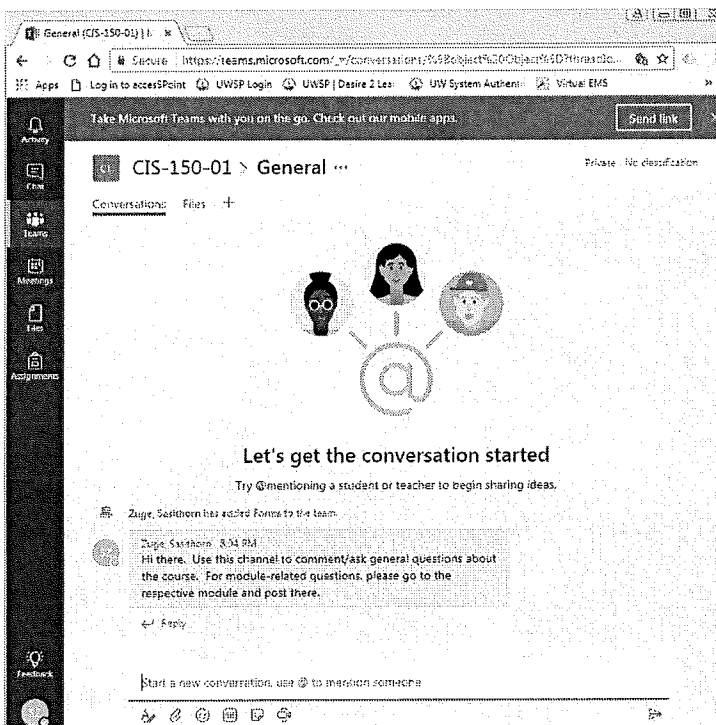 General (CIS-150-01) |
Secure | https://teams.microsoft.com/_#/conversations/
Apps Log in to accesSPoint UWSP Login UWSP | Desire 2 Lea UW System Authenti Virtual EMS »
Take Microsoft Teams with you on the go. Check out our mobile apps. Send link
Activity
Chat
Teams
Meetings
Files
Assignments
Feedback
CIS-150-01 > General ...
Private No classification
Conversations Files +
@
Let's get the conversation started
Try @mentioning a student or teacher to begin sharing ideas.
Zuge, Sasithorn has added Forms to the team.
Zuge, Sasithorn 8:04 PM
Hi there. Use this channel to comment/ask general questions about
the course. For module-related questions, please go to the
respective module and post there.
Reply
Start a new conversation, use @ to mention someone